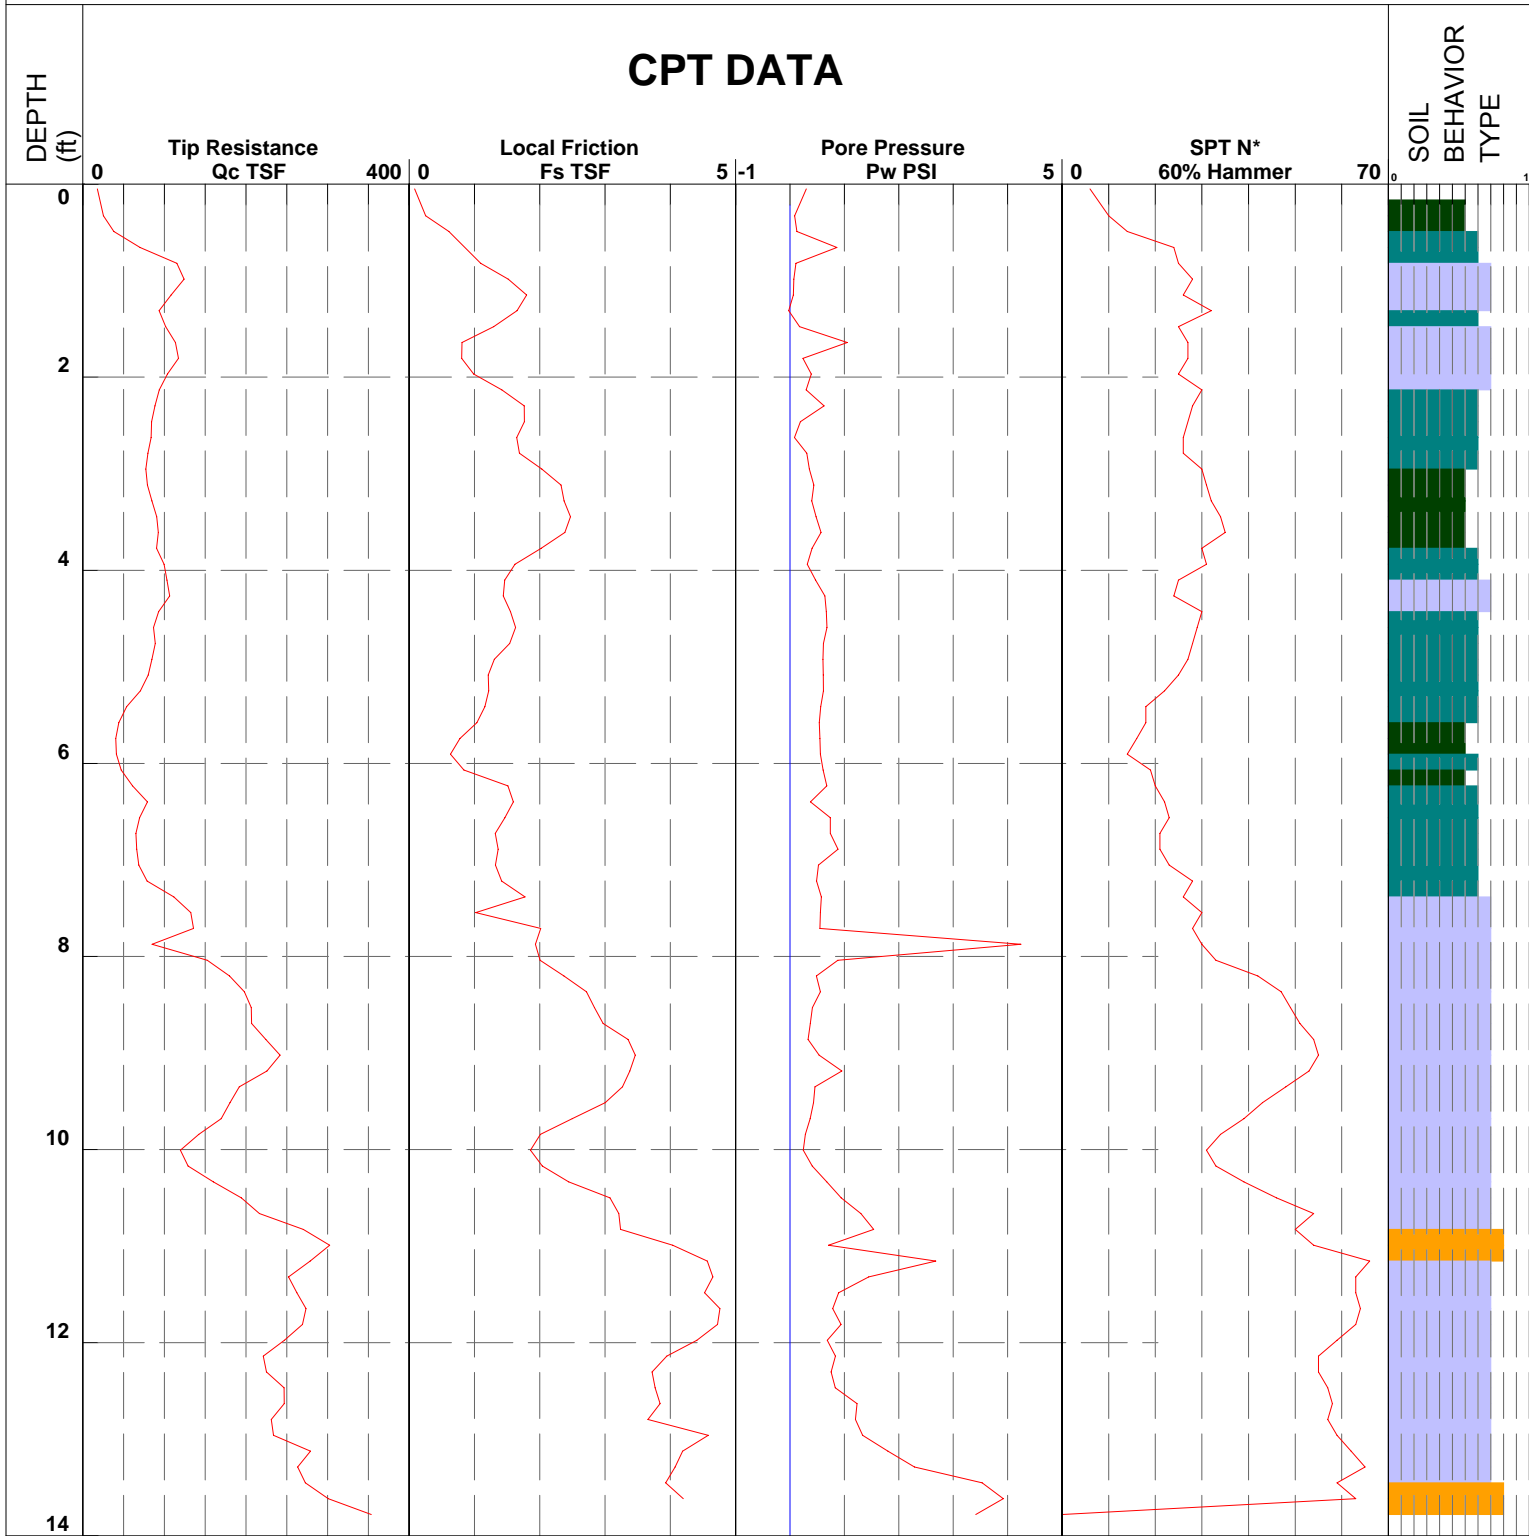 CPT DATA
DEPTH
(ft)
Tip Resistance
0 Qc TSF 400
Local Friction
0 Fs TSF 5
Pore Pressure
-1 Pw PSI 5
SPT N*
0 60% Hammer 70
SOIL
BEHAVIOR
TYPE
0 1
0
2
4
6
8
10
12
14